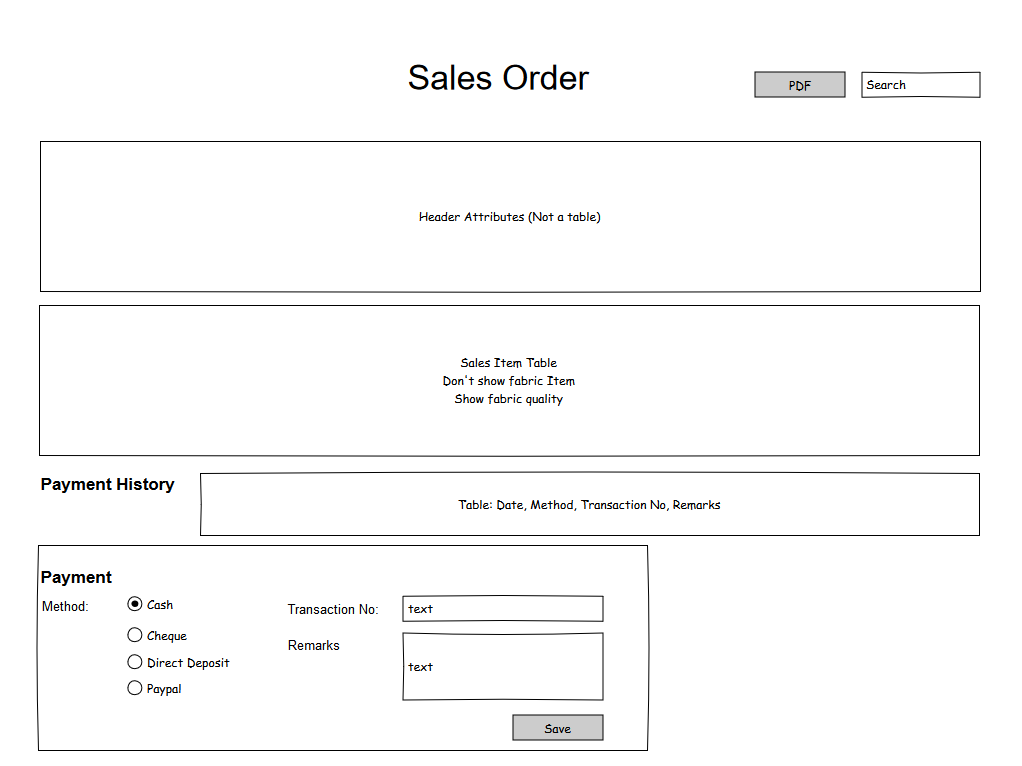 Sales Order
PDF
Search
Header Attributes (Not a table)
Sales Item Table
Don't show fabric Item
Show fabric quality
Payment History
Table: Date, Method, Transaction No, Remarks
Payment
Method:
Cash
Cheque
Direct Deposit
Paypal
Transaction No:
text
Remarks
text
Save